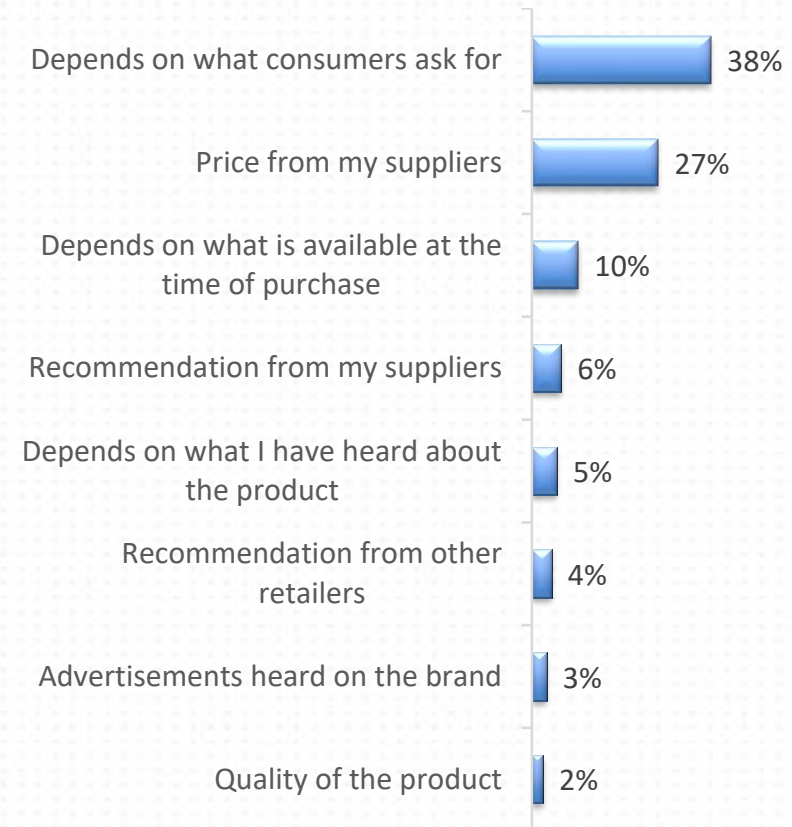 Depends on what consumers ask for 38%
Price from my suppliers 27%
Depends on what is available at the
time of purchase 10%
Recommendation from my suppliers 6%
Depends on what I have heard about
the product 5%
Recommendation from other
retailers 4%
Advertisements heard on the brand 3%
Quality of the product 2%